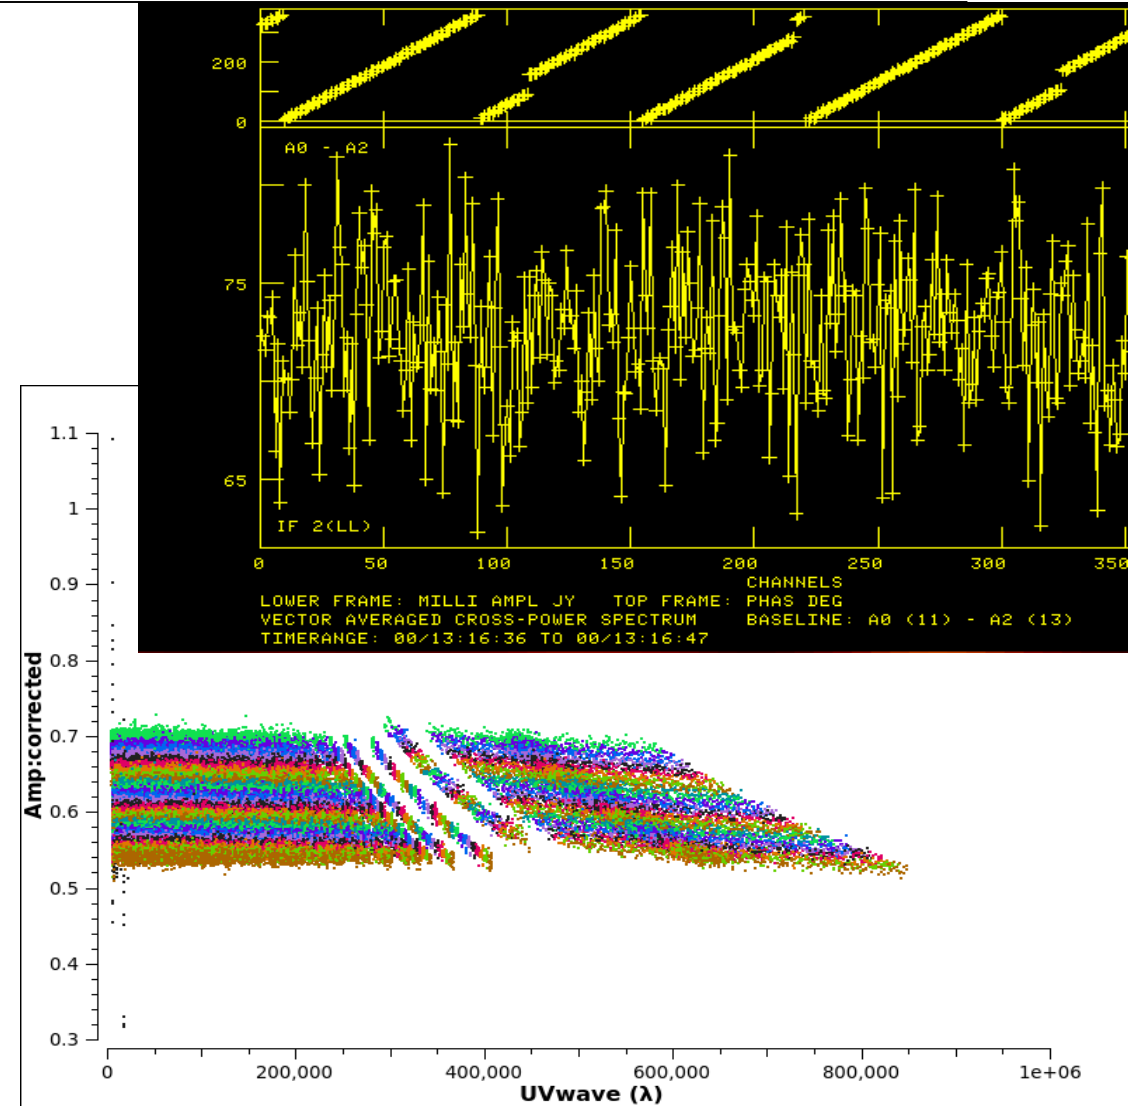 200
0
A0 - A2
75
65
IF 2(LL)
0 50 100 150 200 250 300 350
CHANNELS
LOWER FRAME: MILLI AMPL JY TOP FRAME: PHAS DEG
VECTOR AVERAGED CROSS-POWER SPECTRUM BASELINE: A0 (11) - A2 (13)
TIMERANGE: 00/13:16:36 TO 00/13:16:47
1.1
1
0.9
0.8
0.7
0.6
0.5
0.4
0.3
Amp:corrected
0 200,000 400,000 600,000 800,000 1e+06
UVwave (λ)